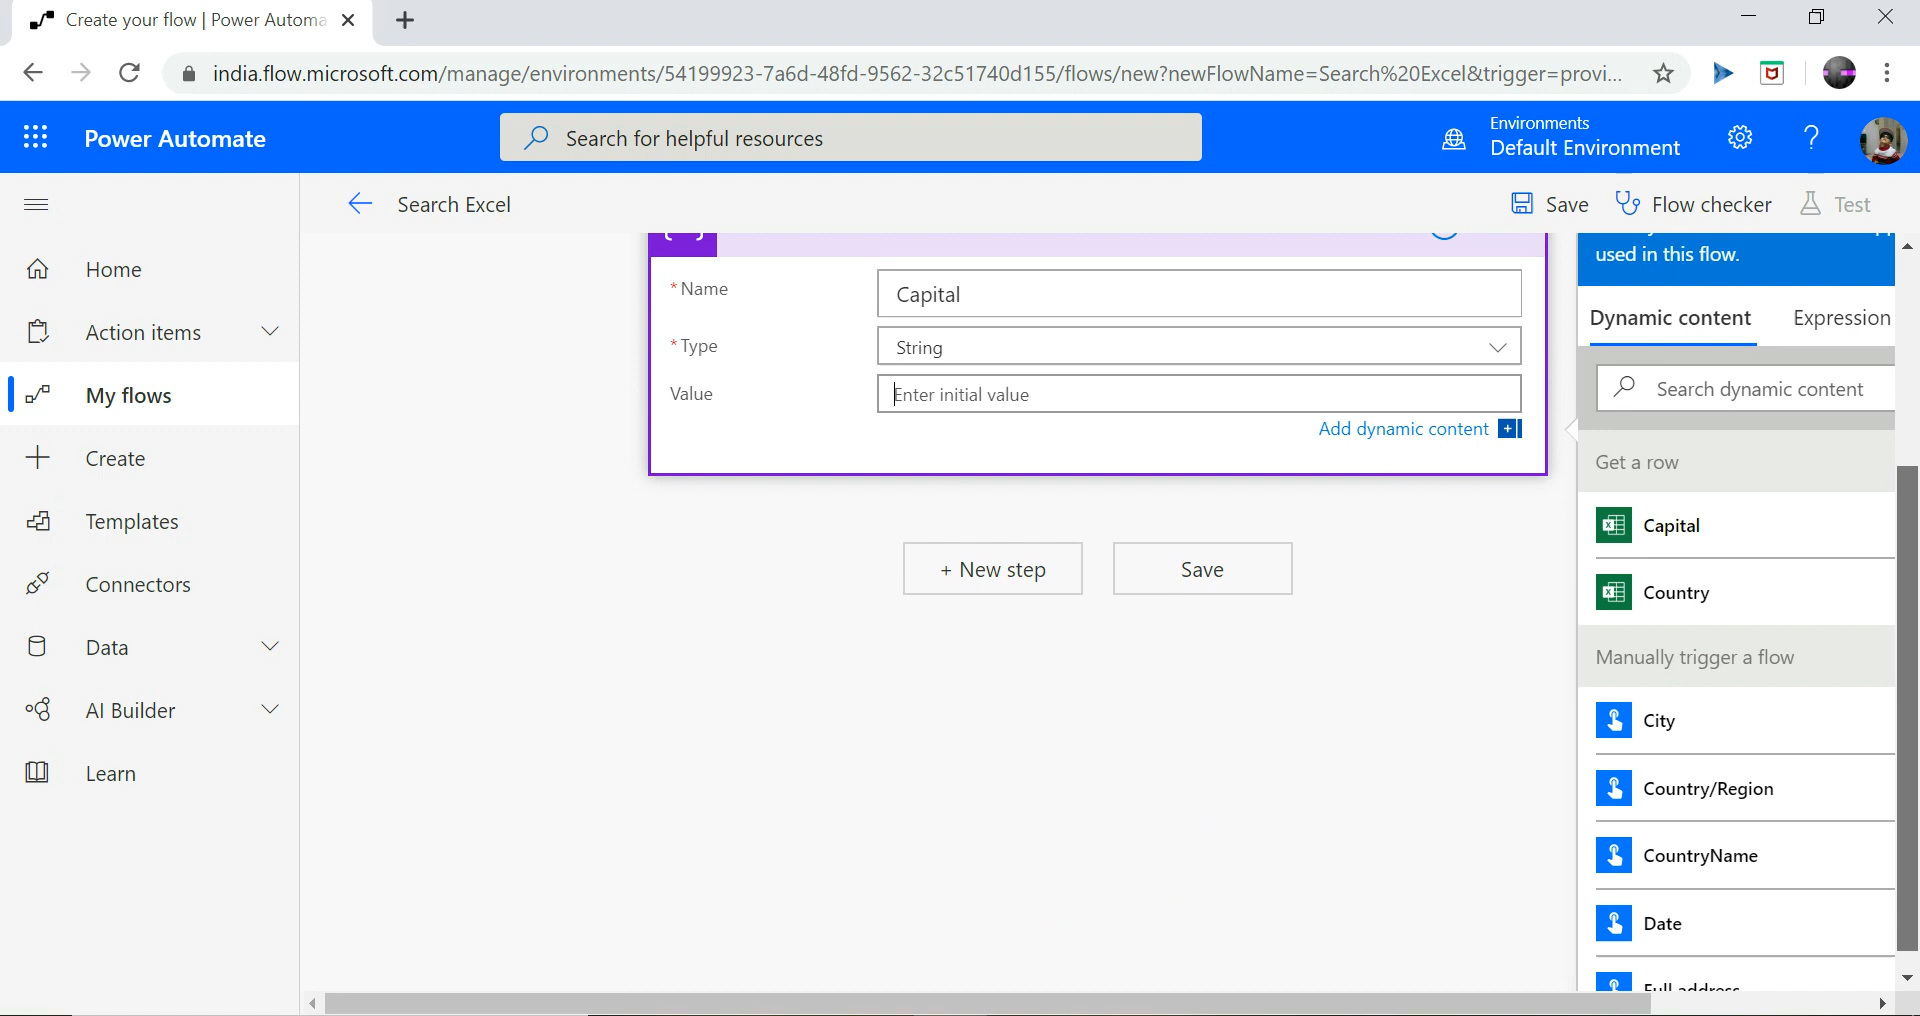 Create your flow | Power Automa
india.flow.microsoft.com/manage/environments/54199923-7a6d-48fd-9562-32c51740d155/flows/new?newFlowName=Search%20Excel&trigger=provi...
Power Automate
Search for helpful resources
Environments
Default Environment
Search Excel
Save
Flow checker
Test
Home
Action items
My flows
Create
Templates
Connectors
Data
AI Builder
Learn
* Name
Capital
* Type
String
Value
Enter initial value
Add dynamic content
+ New step
Save
used in this flow.
Dynamic content
Expression
Search dynamic content
Get a row
Capital
Country
Manually trigger a flow
City
Country/Region
CountryName
Date
Full address